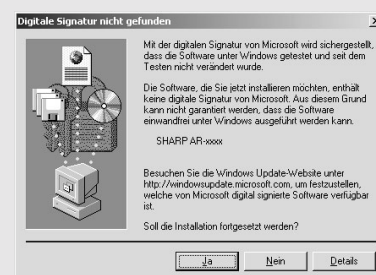 Digitale Signatur nicht gefunden
Mit der digitalen Signatur von Microsoft wird sichergestellt,
dass die Software unter Windows getestet und seit dem
Testen nicht verändert wurde.
Die Software, die Sie jetzt installieren möchten, enthält
keine digitale Signatur von Microsoft. Aus diesem Grund
kann nicht garantiert werden, dass die Software
einwandfrei unter Windows ausgeführt werden kann.
SHARP AR-xxxx
Besuchen Sie die Windows Update-Website unter
http://windowsupdate.microsoft.com, um festzustellen,
welche von Microsoft digital signierte Software verfügbar
ist.
Soll die Installation fortgesetzt werden?
Ja Nein Details